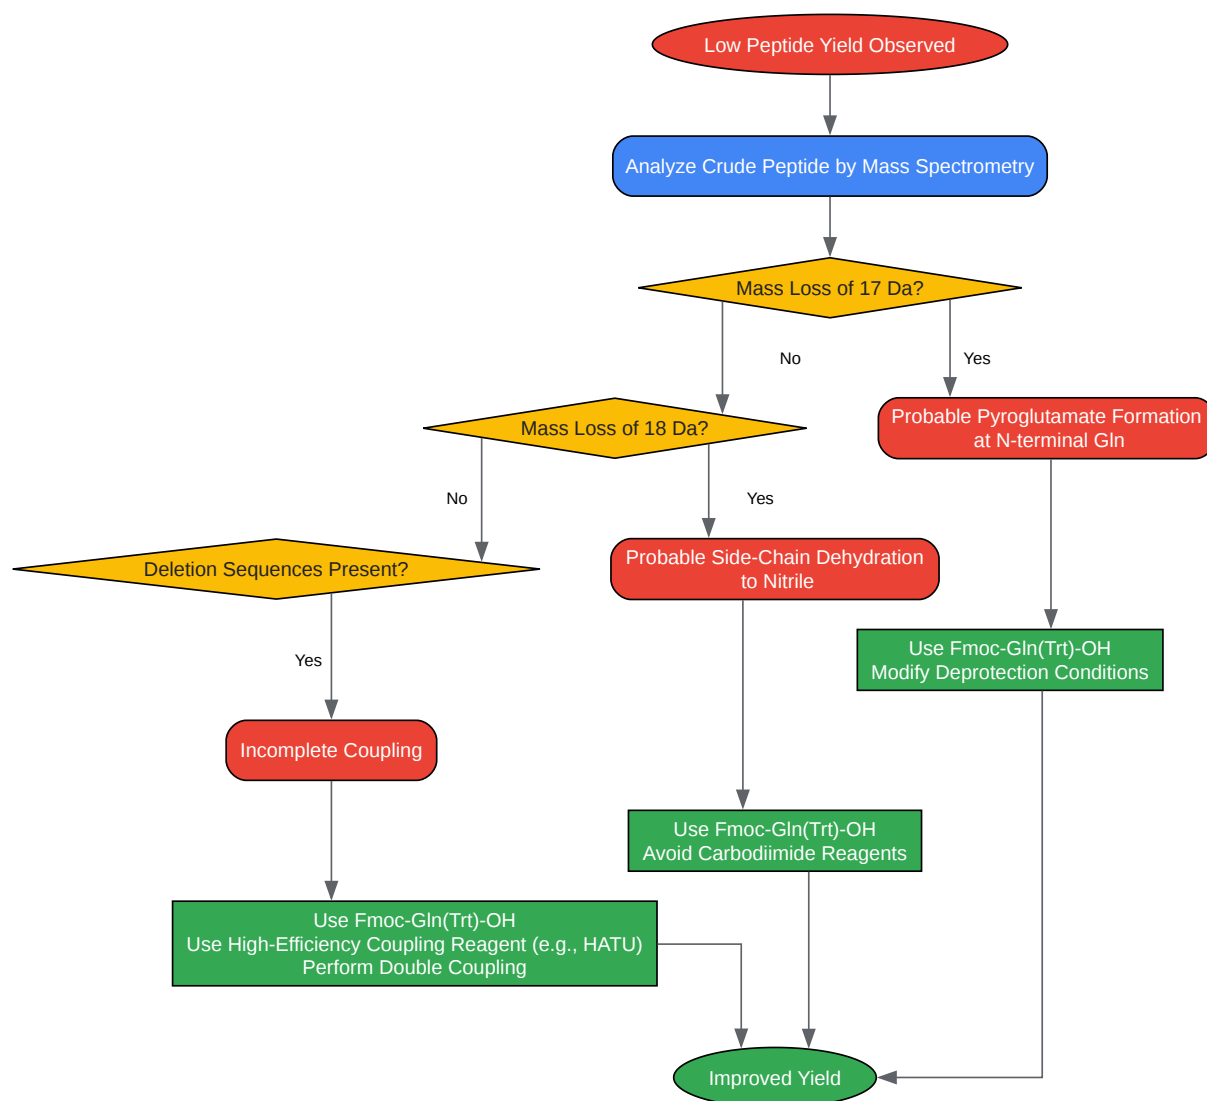 Low Peptide Yield Observed
Analyze Crude Peptide by Mass Spectrometry
Mass Loss of 17 Da?
No
Yes
Mass Loss of 18 Da?
Probable Pyroglutamate Formation
at N-terminal Gln
No
Yes
Deletion Sequences Present?
Probable Side-Chain Dehydration
to Nitrile
Use Fmoc-Gln(Trt)-OH
Modify Deprotection Conditions
Yes
Incomplete Coupling
Use Fmoc-Gln(Trt)-OH
Avoid Carbodiimide Reagents
Use Fmoc-Gln(Trt)-OH
Use High-Efficiency Coupling Reagent (e.g., HATU)
Perform Double Coupling
Improved Yield